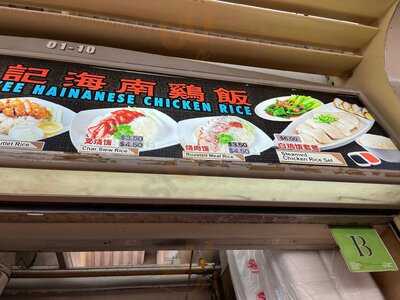 01-10
記海南鷄飯
EE HAINANESE CHICKEN RICE
叉烧饭
$3.50
$4.50
Char Siew Rice
烧肉饭
$3.50
$4.50
Roasted Meat Rice
$6.50
白鸡饭套餐
Steamed
Chicken Rice Set
B